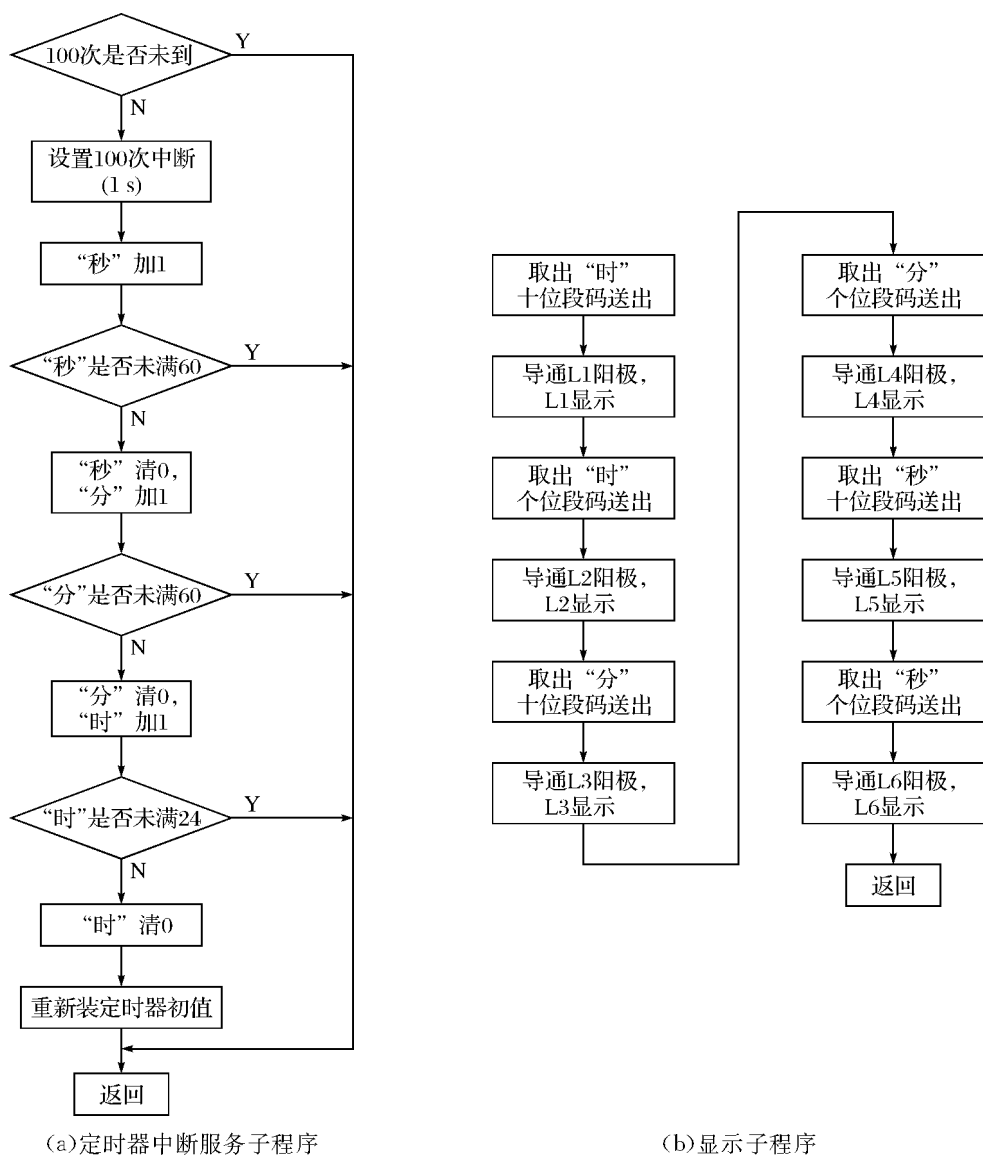 100次是否未到
Y
N
设置100次中断
(1 s)
“秒”加1
“秒”是否未满60
Y
N
“秒”清0,
“分”加1
“分”是否未满60
Y
N
“分”清0,
“时”加1
“时”是否未满24
Y
N
“时”清0
重新装定时器初值
返回
(a)定时器中断服务子程序
取出“时”
十位段码送出
导通L1阳极,
L1显示
取出“时”
个位段码送出
导通L2阳极,
L2显示
取出“分”
十位段码送出
导通L3阳极,
L3显示
取出“分”
个位段码送出
导通L4阳极,
L4显示
取出“秒”
十位段码送出
导通L5阳极,
L5显示
取出“秒”
个位段码送出
导通L6阳极,
L6显示
返回
(b)显示子程序